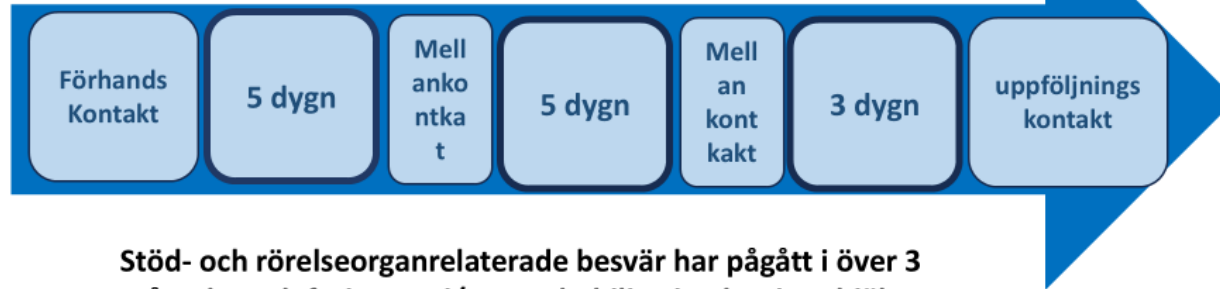 Förhands
Kontakt
5 dygn
Mell
anko
ntka
t
5 dygn
Mell
an
kont
kakt
3 dygn
uppföljnings
kontakt
Stöd- och rörelseorganrelaterade besvär har pågått i över 3